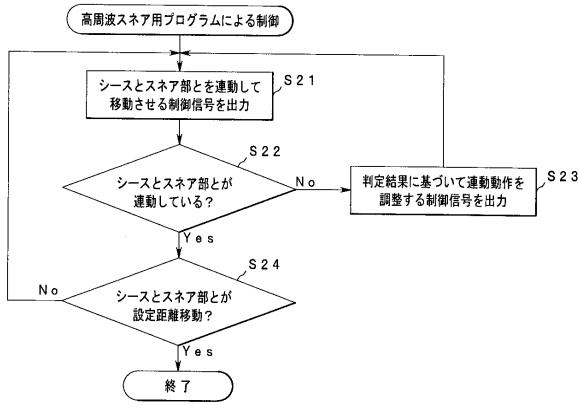 高周波スネア用プログラムによる制御
シースとスネア部とを連動して
移動させる制御信号を出力
S21
シースとスネア部とが
連動している?
S22
No
判定結果に基づいて連動動作を
調整する制御信号を出力
S23
Yes
シースとスネア部とが
設定距離移動?
S24
No
Yes
終了